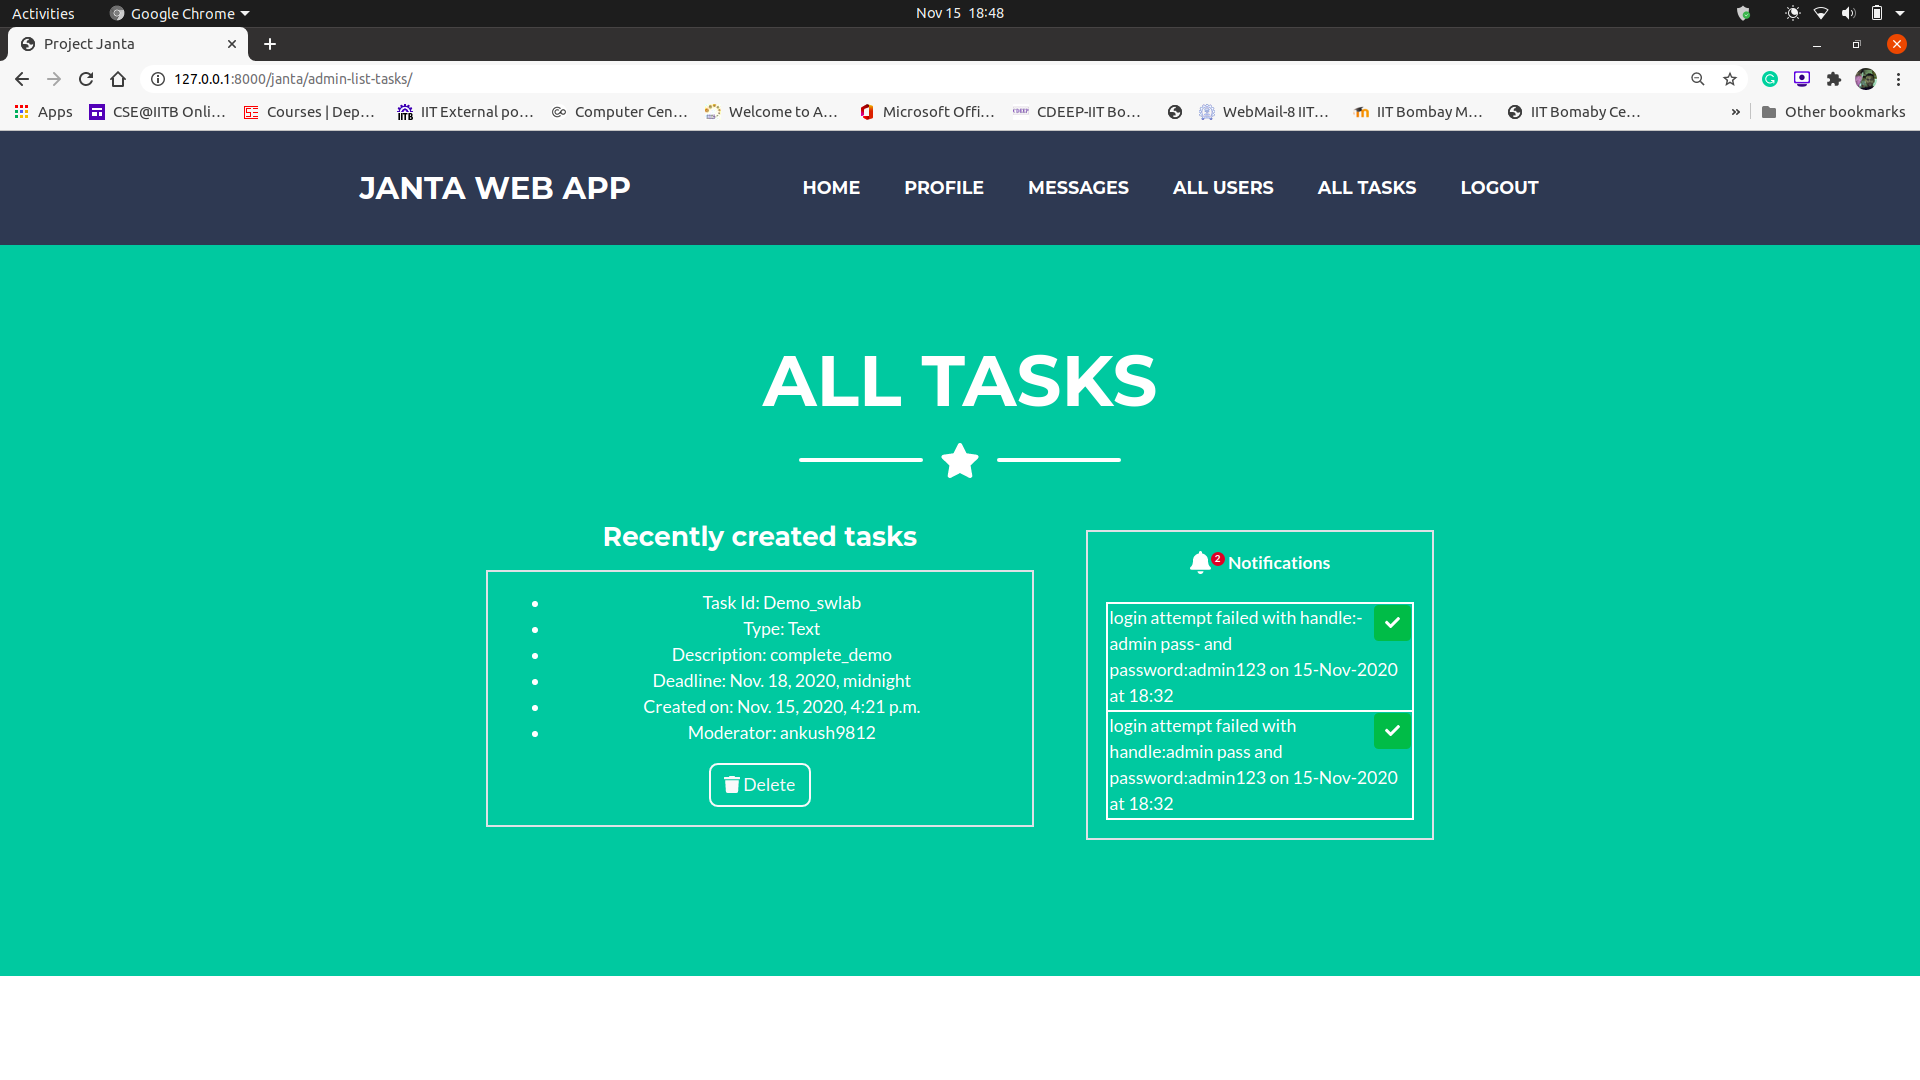 Activities
Google Chrome
Nov 15 18:48
Project Janta
127.0.0.1:8000/janta/admin-list-tasks/
Apps
CSE@IITB Onli...
Courses | Dep...
IITB
IIT External po...
Computer Cen...
Welcome to A...
Microsoft Offi...
CDEEP
CDEEP-IIT Bo...
WebMail-8 IIT...
IIT Bombay M...
IIT Bomaby Ce...
»
Other bookmarks
JANTA WEB APP
HOME
PROFILE
MESSAGES
ALL USERS
ALL TASKS
LOGOUT
ALL TASKS
Recently created tasks
Task Id: Demo_swlab
Type: Text
Description: complete_demo
Deadline: Nov. 18, 2020, midnight
Created on: Nov. 15, 2020, 4:21 p.m.
Moderator: ankush9812
Delete
2 Notifications
login attempt failed with handle:-
admin pass- and
password:admin123 on 15-Nov-2020
at 18:32
login attempt failed with
handle:admin pass and
password:admin123 on 15-Nov-2020
at 18:32